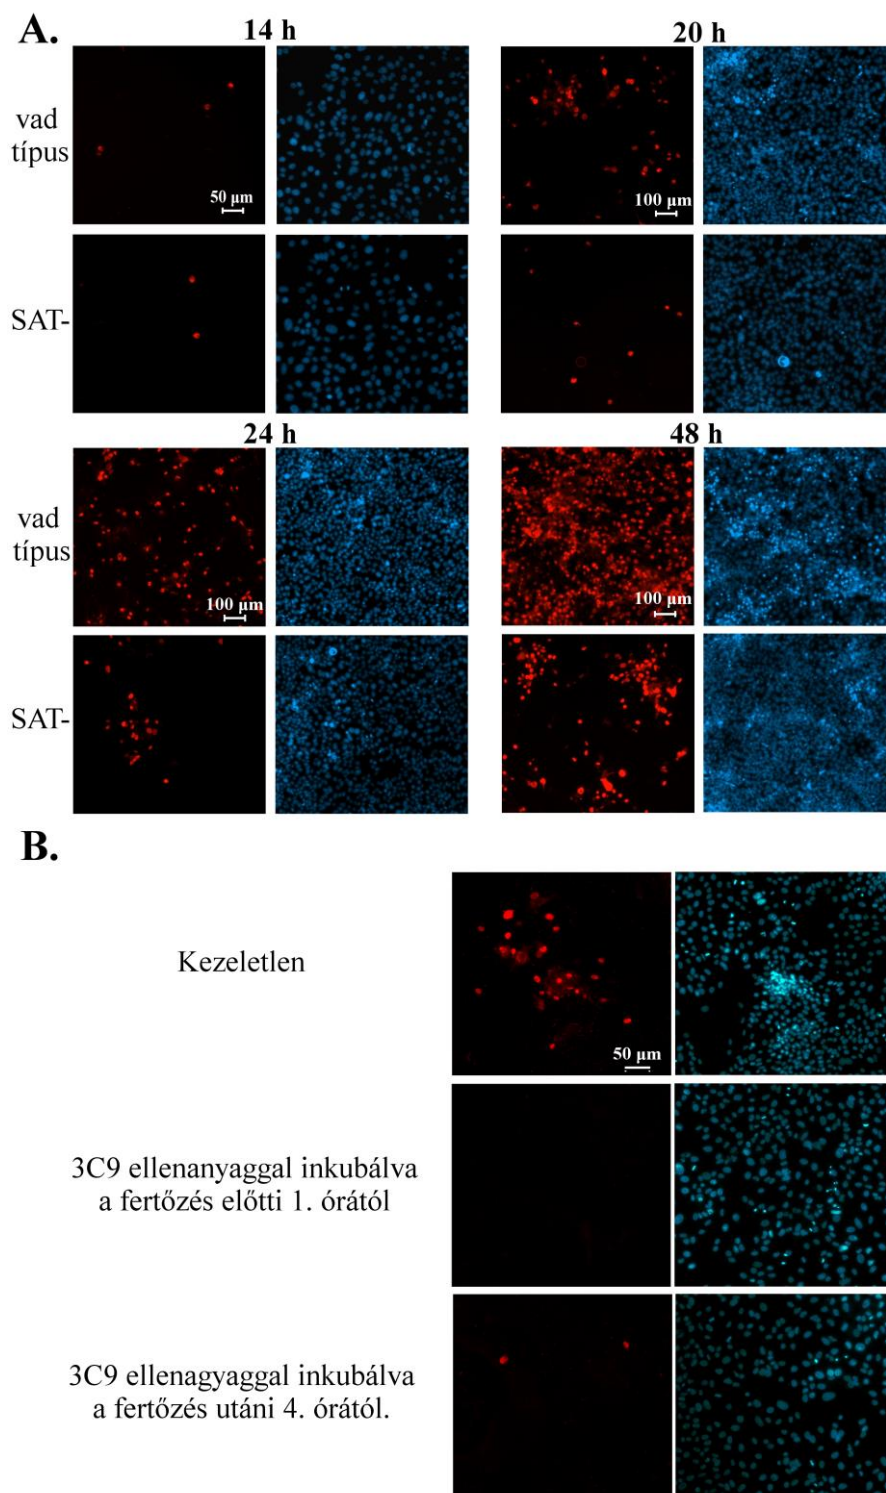 A.
14 h
20 h
vad
típus
50 µm
100 µm
SAT-
24 h
48 h
vad
típus
100 µm
100 µm
SAT-
B.
Kezeletlen
50 µm
3C9 ellenanyaggal inkubálva
a fertőzés előtti 1. órától
3C9 ellenagyaggal inkubálva
a fertőzés utáni 4. órától.